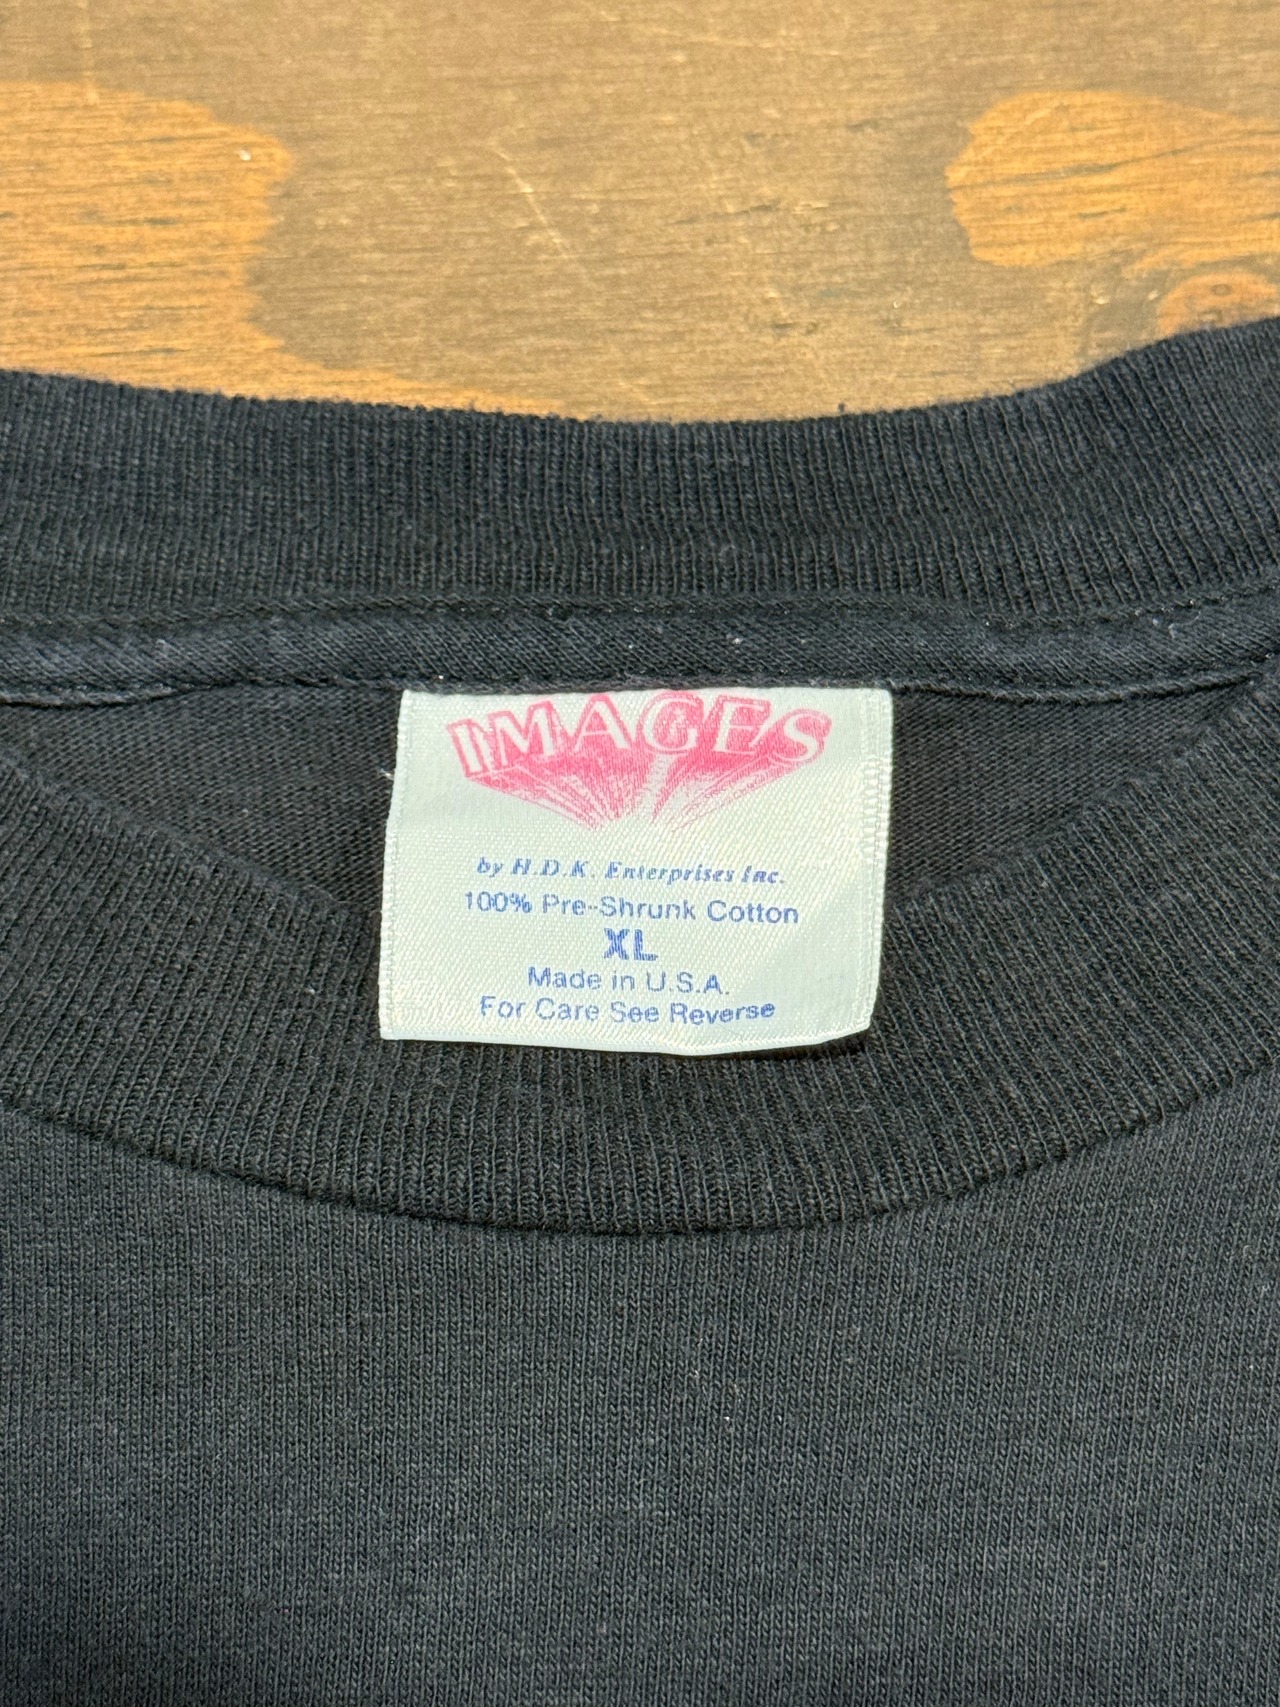 IMAGES
by H.D.K. Enterprises Inc.
100% Pre-Shrunk Cotton
XL
Made in U.S.A.
For Care See Reverse